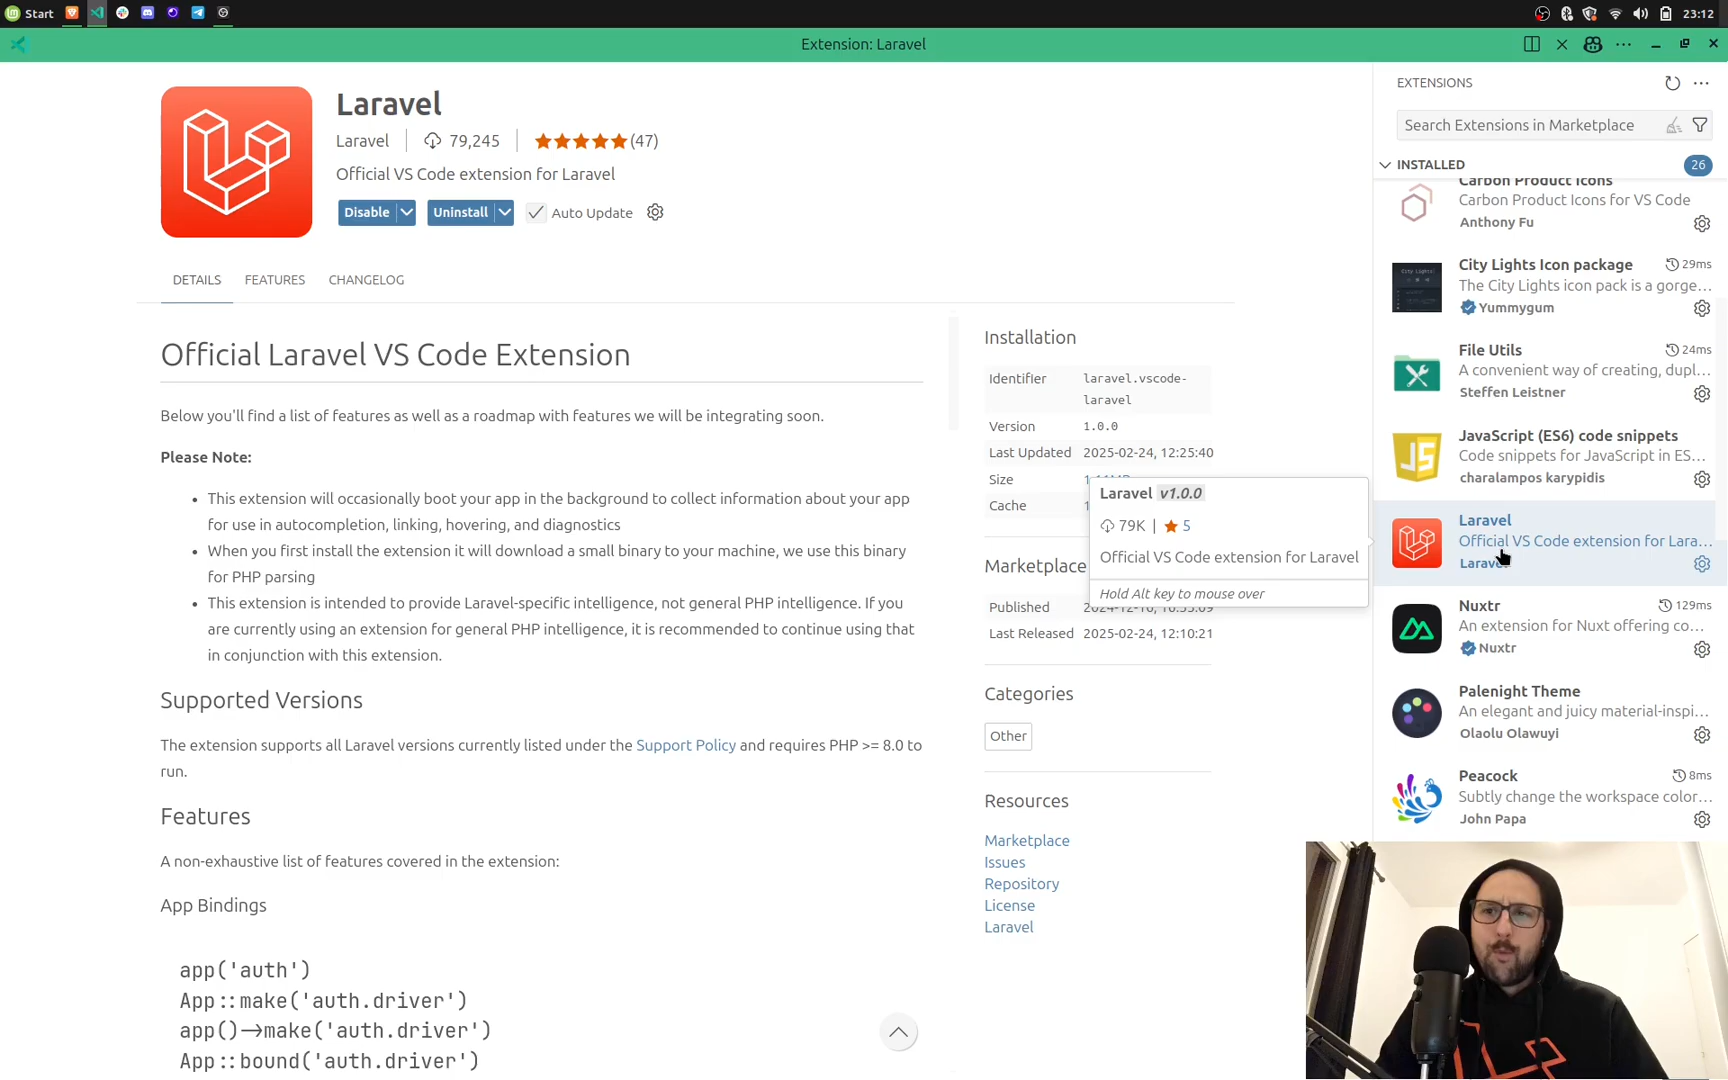 Start
23:12
Extension: Laravel
Laravel
Laravel
79,245
(47)
Official VS Code extension for Laravel
Disable
Uninstall
Auto Update
DETAILS
FEATURES
CHANGELOG
Official Laravel VS Code Extension
Below you'll find a list of features as well as a roadmap with features we will be integrating soon.
Please Note:
• This extension will occasionally boot your app in the background to collect information about your app
for use in autocompletion, linking, hovering, and diagnostics
• When you first install the extension it will download a small binary to your machine, we use this binary
for PHP parsing
• This extension is intended to provide Laravel-specific intelligence, not general PHP intelligence. If you
are currently using an extension for general PHP intelligence, it is recommended to continue using that
in conjunction with this extension.
Supported Versions
The extension supports all Laravel versions currently listed under the Support Policy and requires PHP >= 8.0 to
run.
Features
A non-exhaustive list of features covered in the extension:
App Bindings
app('auth')
App::make('auth.driver')
app()->make('auth.driver')
App::bound('auth.driver')
Installation
Identifier laravel.vscode-
laravel
Version 1.0.0
Last Updated 2025-02-24, 12:25:40
Size
Cache
Marketplace
Published
Last Released 2025-02-24, 12:10:21
Categories
Other
Resources
Marketplace
Issues
Repository
License
Laravel
Laravel v1.0.0
79K | 5
Official VS Code extension for Laravel
Hold Alt key to mouse over
EXTENSIONS
Search Extensions in Marketplace
INSTALLED
26
Carbon Product Icons
Carbon Product Icons for VS Code
Anthony Fu
City Lights Icon package
29ms
The City Lights icon pack is a gorge...
Yummygum
File Utils
24ms
A convenient way of creating, dupl...
Steffen Leistner
JavaScript (ES6) code snippets
Code snippets for JavaScript in ES...
charalampos karypidis
Laravel
Official VS Code extension for Lara...
Laravel
Nuxtr
129ms
An extension for Nuxt offering co...
Nuxtr
Palenight Theme
An elegant and juicy material-inspi...
Olaolu Olawuyi
Peacock
8ms
Subtly change the workspace color...
John Papa